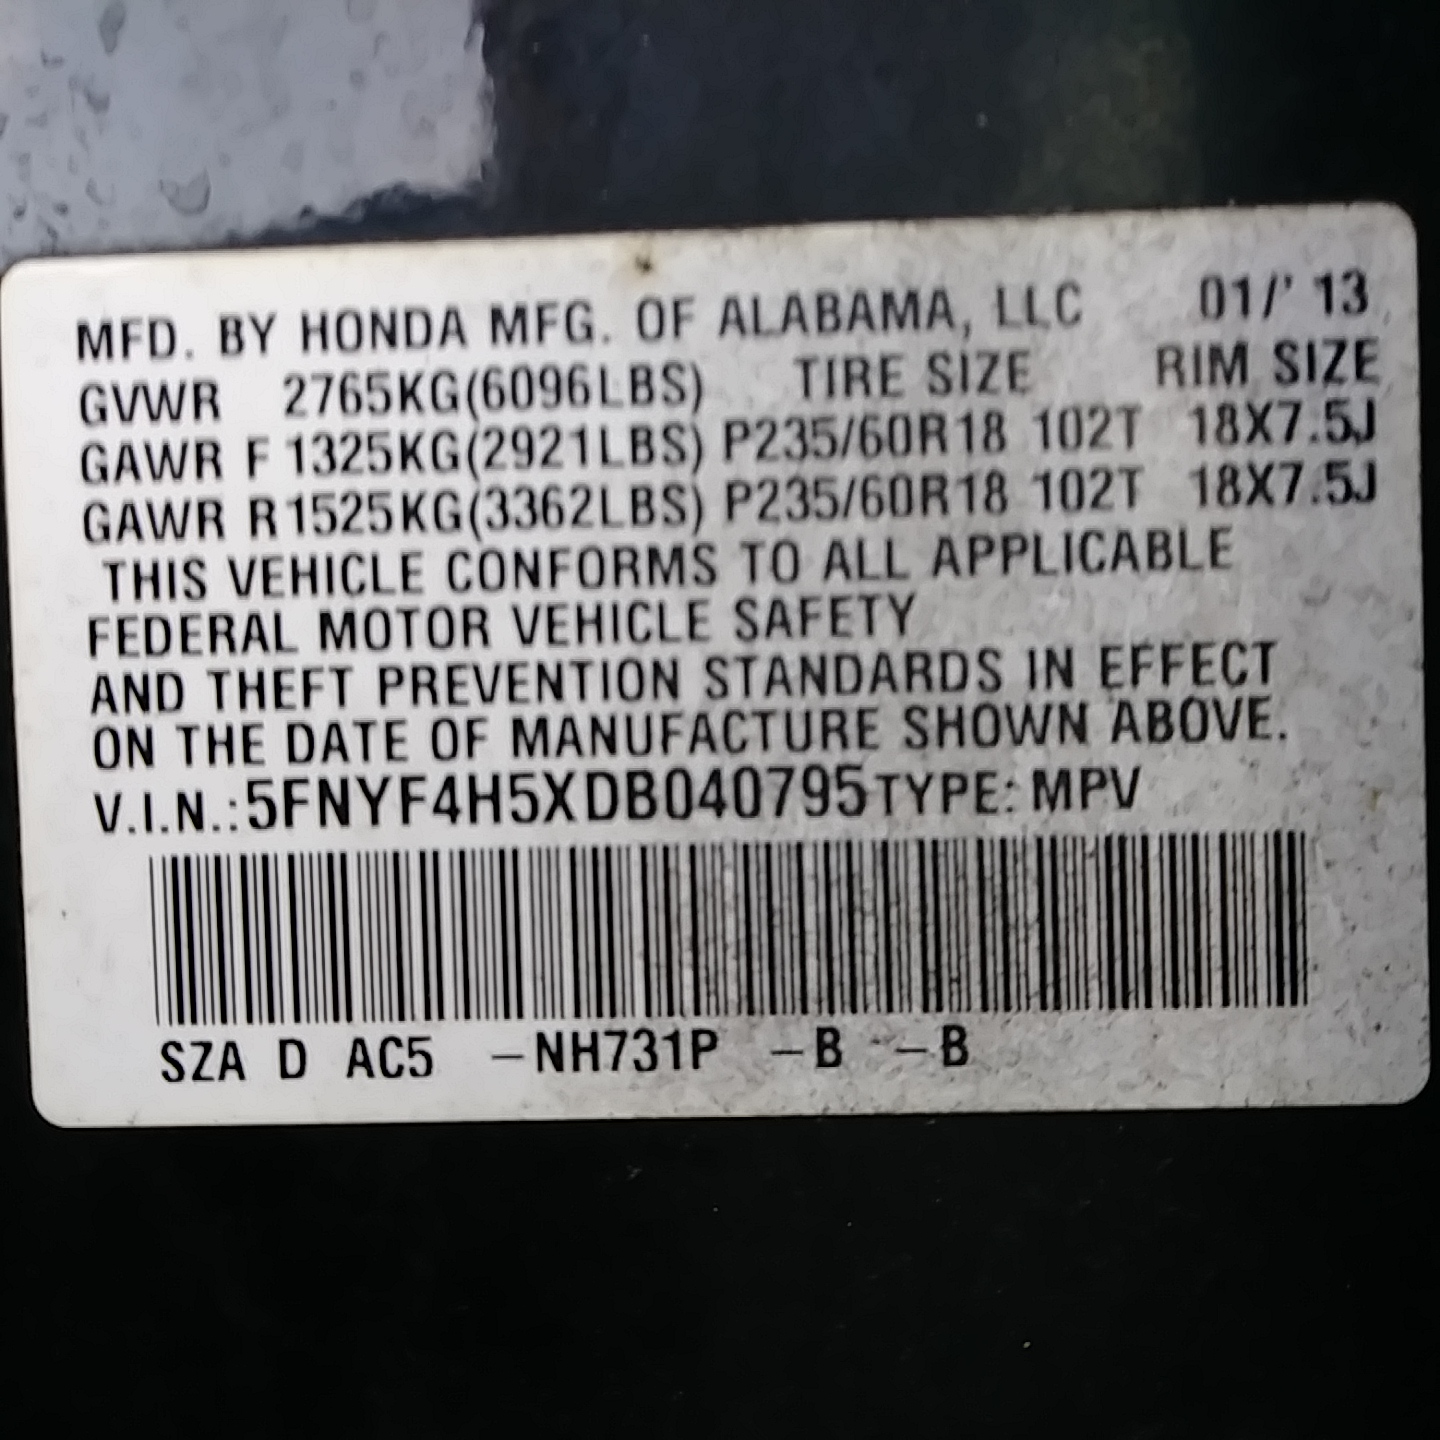 MFD. BY HONDA MFG. OF ALABAMA, LLC 01/' 13
GVWR 2765KG(6096LBS) TIRE SIZE RIM SIZE
GAWR F 1325KG(2921LBS) P235/60R18 102T 18X7.5J
GAWR R 1525KG(3362LBS) P235/60R18 102T 18X7.5J
THIS VEHICLE CONFORMS TO ALL APPLICABLE
FEDERAL MOTOR VEHICLE SAFETY
AND THEFT PREVENTION STANDARDS IN EFFECT
ON THE DATE OF MANUFACTURE SHOWN ABOVE.
V.I.N.:5FNYF4H5XDB040795 TYPE: MPV
SZA D AC5 –NH731P –B –B